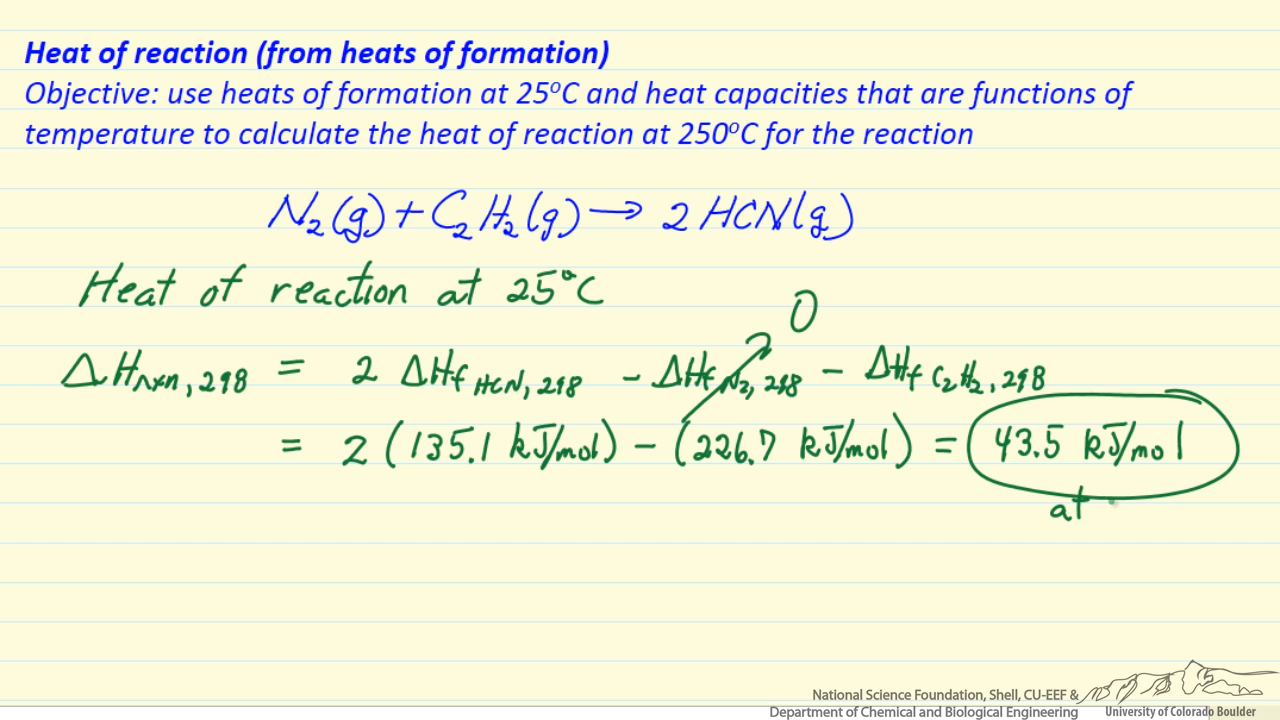 Heat of reaction (from heats of formation)
Objective: use heats of formation at 25°C and heat capacities that are functions of
temperature to calculate the heat of reaction at 250°C for the reaction
N₂(g) + C₂H₂(g) → 2 HCN(g)
Heat of reaction at 25°C
0
ΔHrxn, 298 = 2 ΔHf HCN, 298 - ΔHf N₂, 298 - ΔHf C₂H₂, 298
= 2 (135.1 kJ/mol) - (226.7 kJ/mol) = 43.5 kJ/mol
at
National Science Foundation, Shell, CU-EEF &
Department of Chemical and Biological Engineering University of Colorado Boulder